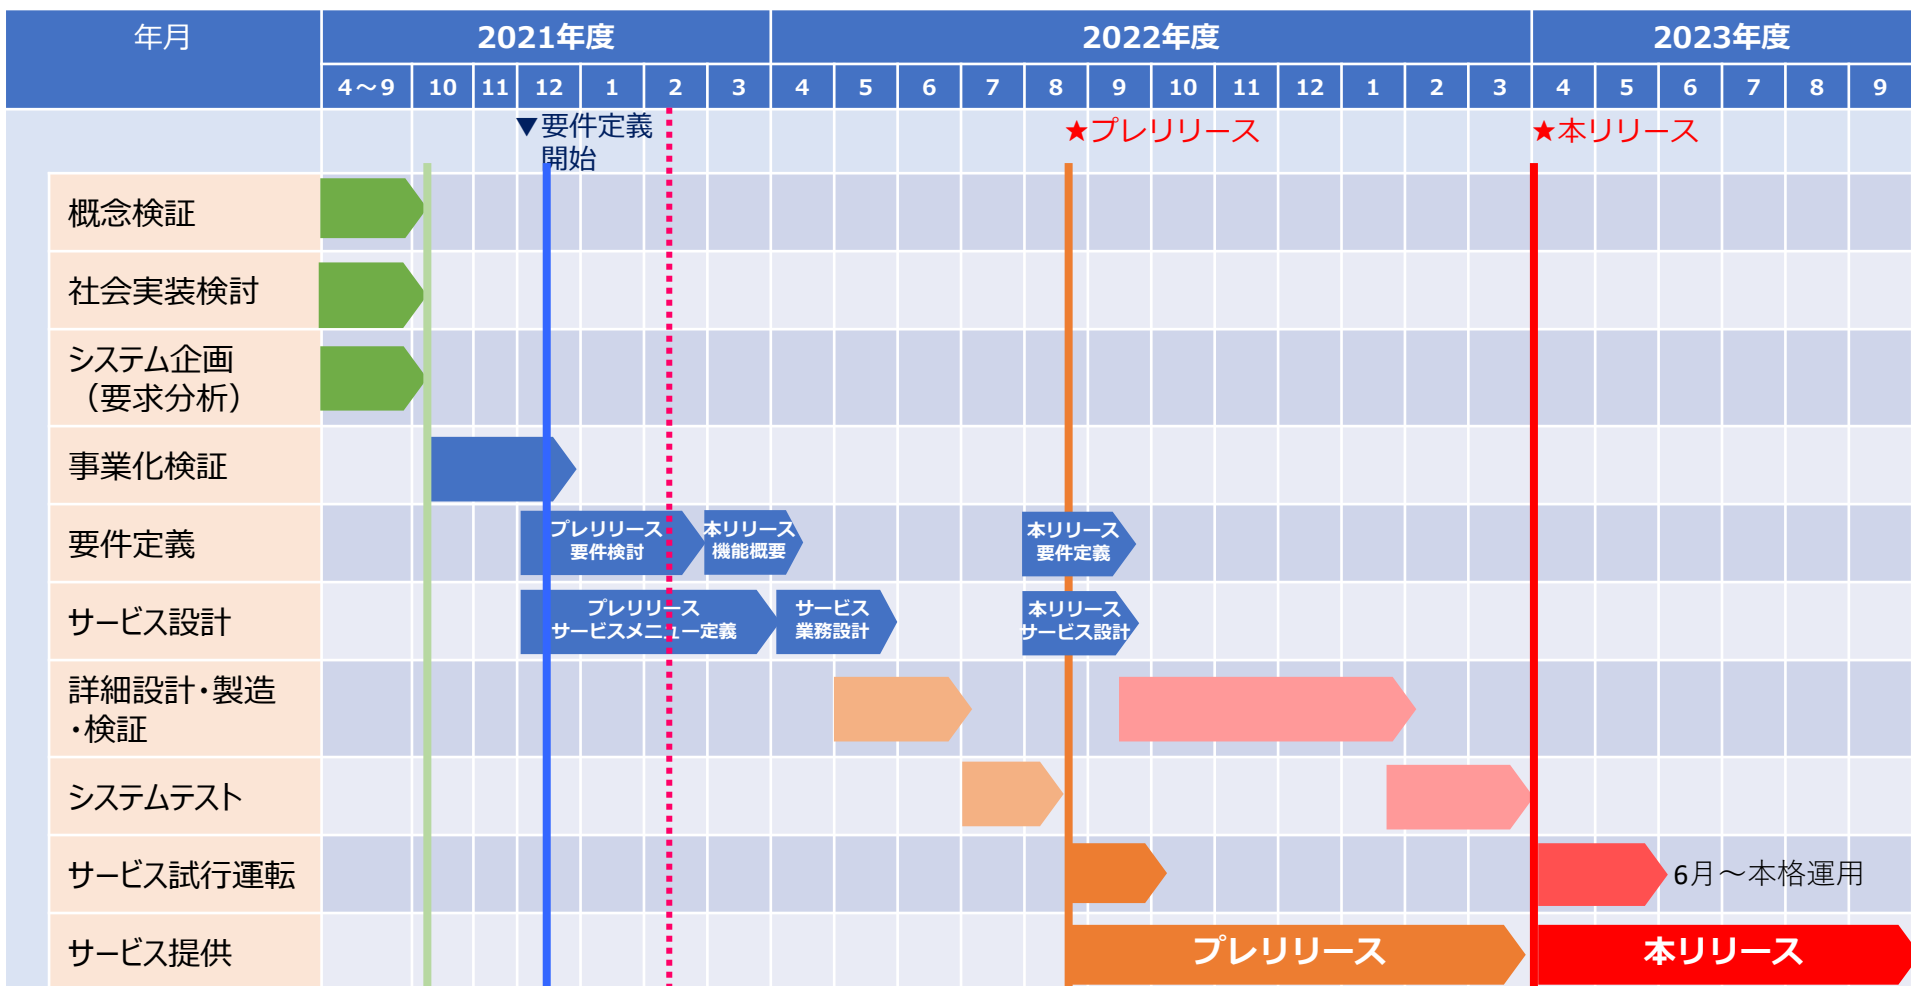 年月
2021年度
2022年度
2023年度
4～9 10 11 12 1 2 3 4 5 6 7 8 9 10 11 12 1 2 3 4 5 6 7 8 9
▼要件定義
開始
★プレリリース
★本リリース
概念検証
社会実装検討
システム企画
（要求分析）
事業化検証
要件定義
プレリリース
要件検討
本リリース
機能概要
本リリース
要件定義
サービス設計
プレリリース
サービスメニュー定義
サービス
業務設計
本リリース
サービス設計
詳細設計・製造
・検証
システムテスト
サービス試行運転
6月～本格運用
サービス提供
プレリリース
本リリース